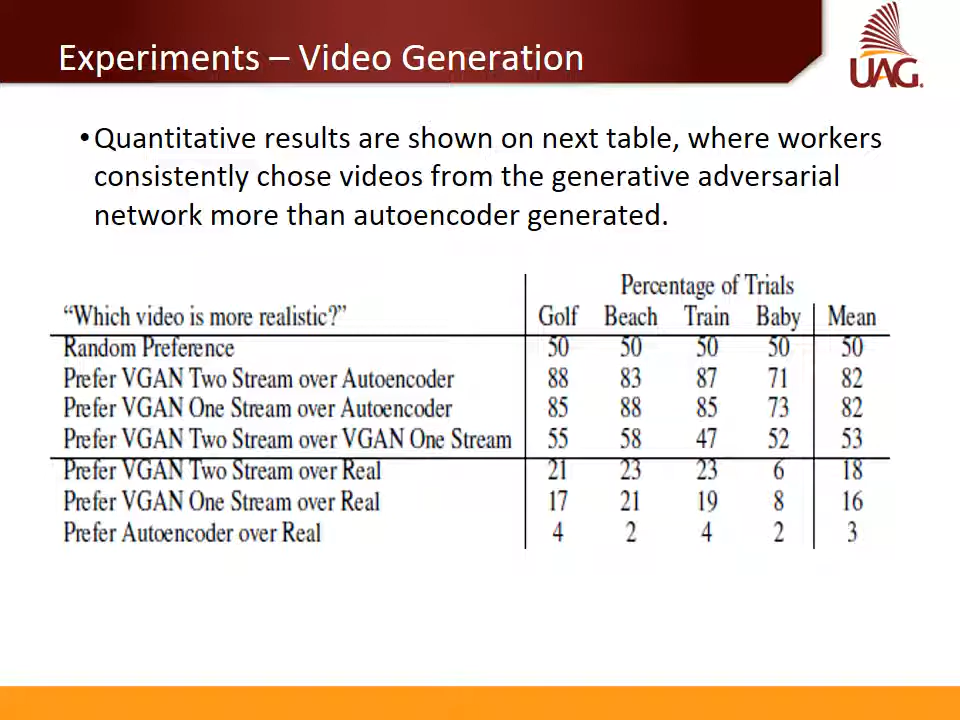 Experiments – Video Generation
UAG
•Quantitative results are shown on next table, where workers
consistently chose videos from the generative adversarial
network more than autoencoder generated.
Percentage of Trials
“Which video is more realistic?” Golf Beach Train Baby Mean
Random Preference 50 50 50 50 50
Prefer VGAN Two Stream over Autoencoder 88 83 87 71 82
Prefer VGAN One Stream over Autoencoder 85 88 85 73 82
Prefer VGAN Two Stream over VGAN One Stream 55 58 47 52 53
Prefer VGAN Two Stream over Real 21 23 23 6 18
Prefer VGAN One Stream over Real 17 21 19 8 16
Prefer Autoencoder over Real 4 2 4 2 3